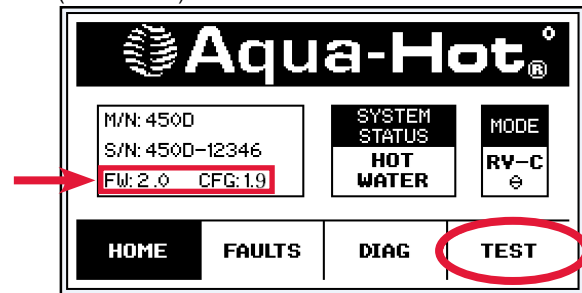 Aqua-Hot®
M/N: 450D
S/N: 450D-12346
FW: 2.0 CFG: 1.9
SYSTEM
STATUS
HOT
WATER
MODE
RV-C
HOME FAULTS DIAG TEST